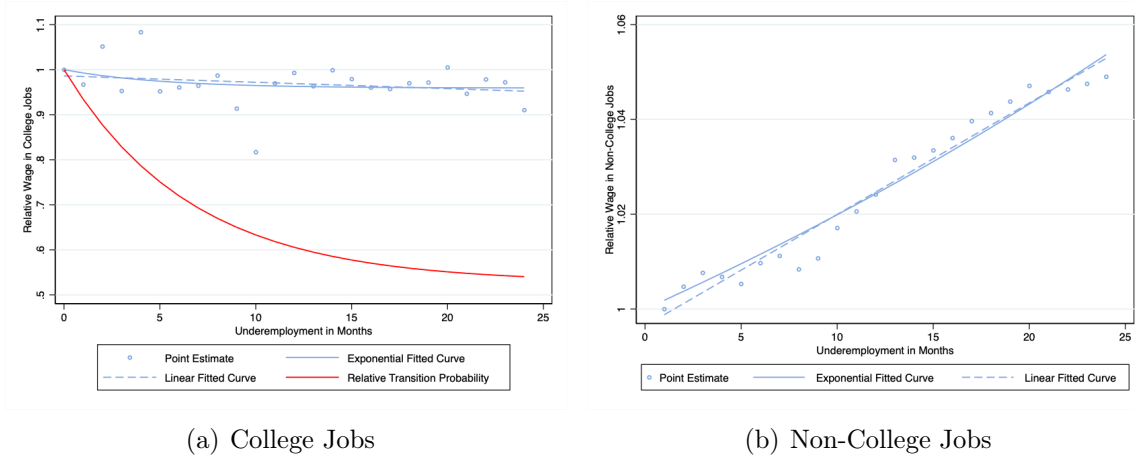 1.1
1
.9
.8
.7
.6
.5
Relative Wage in College Jobs
0 5 10 15 20 25
Underemployment in Months
Point Estimate Exponential Fitted Curve
Linear Fitted Curve Relative Transition Probability
(a) College Jobs
1.06
1.04
1.02
1
Relative Wage in Non-College Jobs
0 5 10 15 20 25
Underemployment in Months
Point Estimate Exponential Fitted Curve Linear Fitted Curve
(b) Non-College Jobs